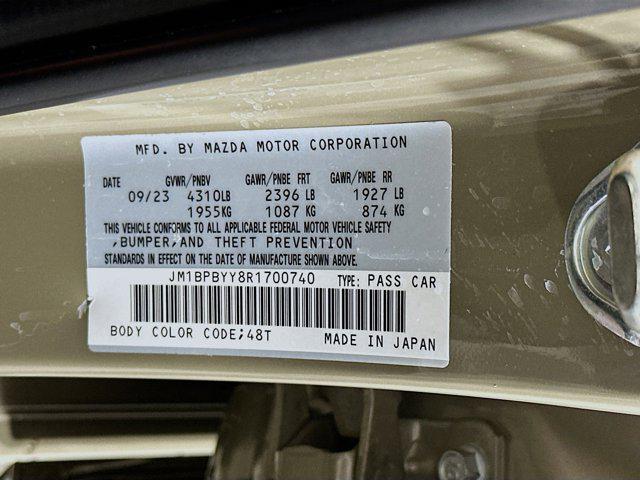 MFD. BY MAZDA MOTOR CORPORATION
DATE GVWR/PNBV GAWR/PNBE FRT GAWR/PNBE RR
09/23 4310LB 2396 LB 1927 LB
1955KG 1087 KG 874 KG
THIS VEHICLE CONFORMS TO ALL APPLICABLE FEDERAL MOTOR VEHICLE SAFETY
,BUMPER,AND THEFT PREVENTION
STANDARDS IN EFFECT ON THE DATE OF MANUFACTURE SHOWN ABOVE.
JM1BPBYY8R1700740 TYPE: PASS CAR
BODY COLOR CODE;48T MADE IN JAPAN